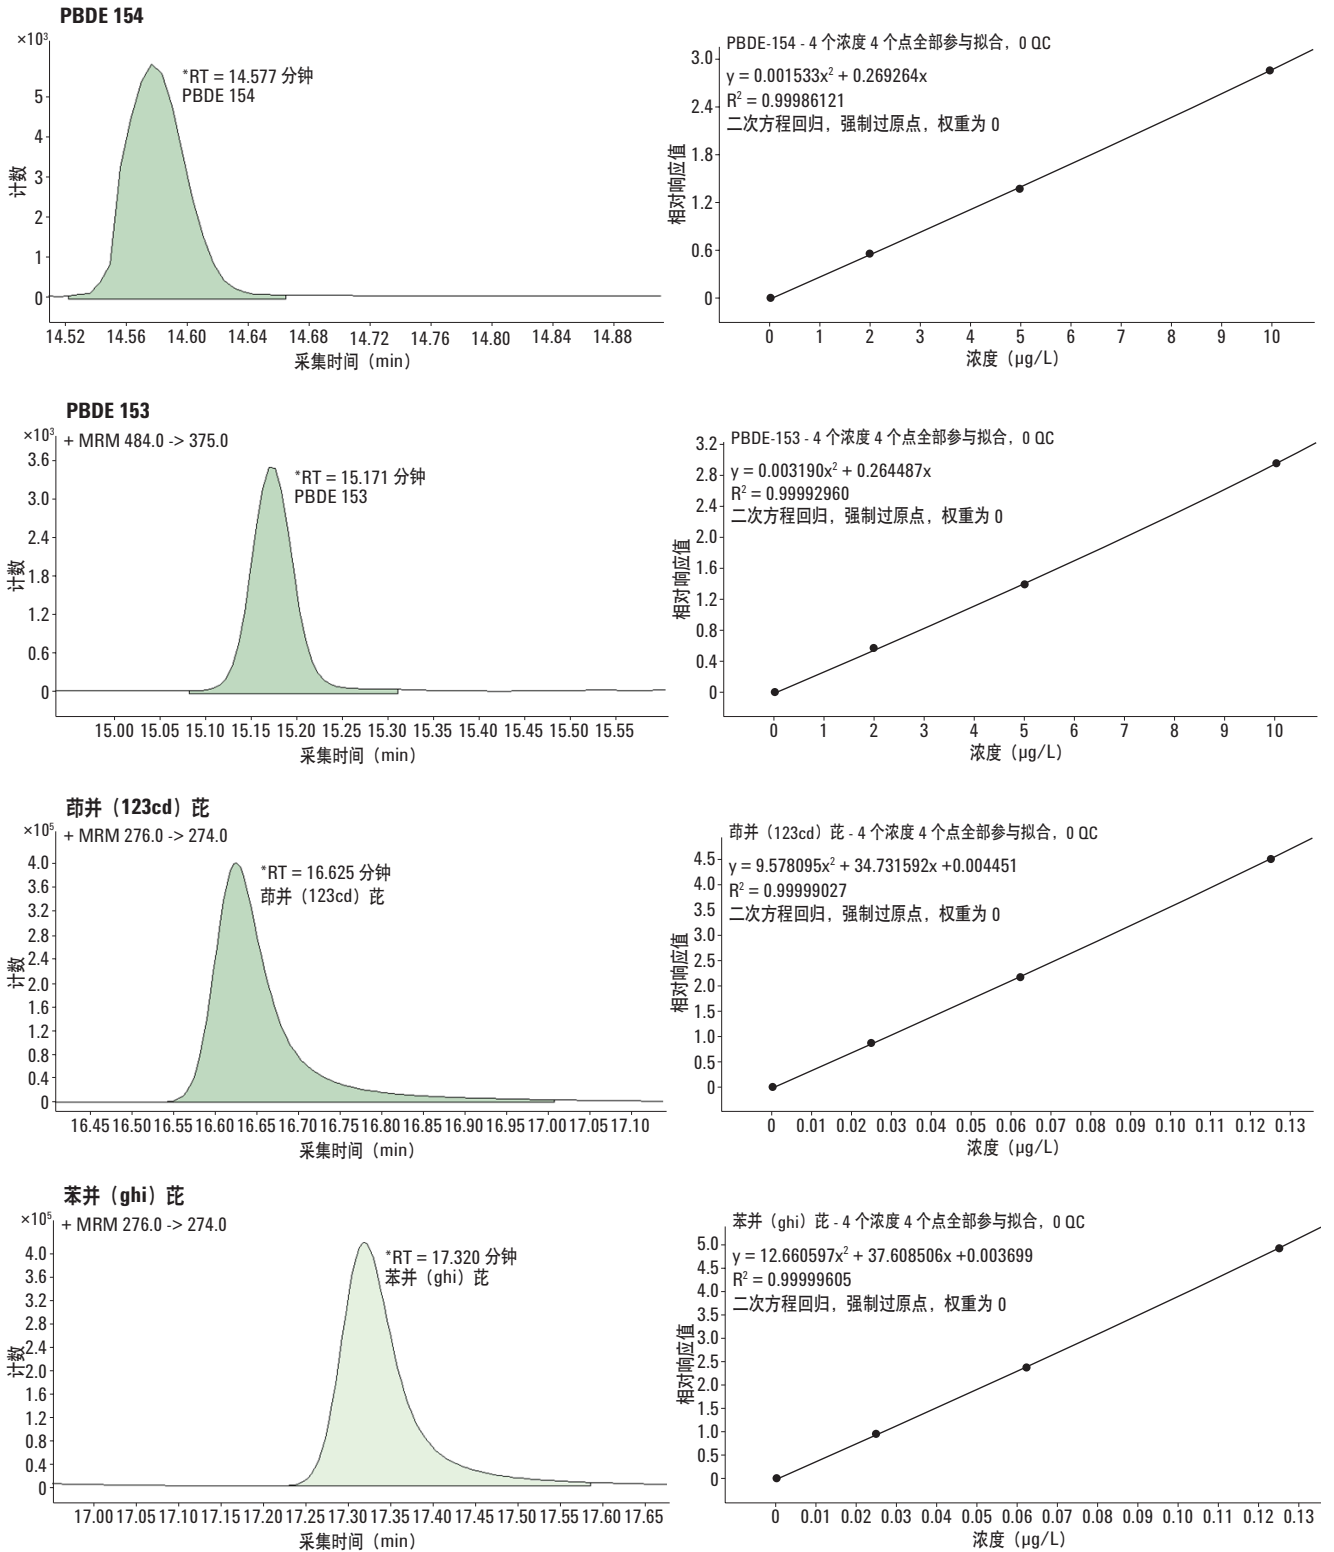 PBDE 154
×10³
*RT = 14.577 分钟
PBDE 154
5
4
3
2
1
0
计数
14.52 14.56 14.60 14.64 14.68 14.72 14.76 14.80 14.84 14.88
采集时间（min）
PBDE-154 - 4 个浓度 4 个点全部参与拟合，0 QC
y = 0.001533x² + 0.269264x
R² = 0.99986121
二次方程回归，强制过原点，权重为 0
3.0
2.4
1.8
1.2
0.6
0
相对响应值
0 1 2 3 4 5 6 7 8 9 10
浓度（µg/L）
PBDE 153
×10³
+ MRM 484.0 -> 375.0
*RT = 15.171 分钟
PBDE 153
3.6
3.0
2.4
1.8
1.2
0.6
0
计数
15.00 15.05 15.10 15.15 15.20 15.25 15.30 15.35 15.40 15.45 15.50 15.55
采集时间（min）
PBDE-153 - 4 个浓度 4 个点全部参与拟合，0 QC
y = 0.003190x² + 0.264487x
R² = 0.99992960
二次方程回归，强制过原点，权重为 0
3.2
2.8
2.4
2.0
1.6
1.2
0.8
0.4
0
相对响应值
0 1 2 3 4 5 6 7 8 9 10
浓度（µg/L）
茚并（123cd）芘
×10⁵
+ MRM 276.0 -> 274.0
*RT = 16.625 分钟
茚并（123cd）芘
4.0
3.6
3.2
2.8
2.4
2.0
1.6
1.2
0.8
0.4
0
计数
16.45 16.50 16.55 16.60 16.65 16.70 16.75 16.80 16.85 16.90 16.95 17.00 17.05 17.10
采集时间（min）
茚并（123cd）芘 - 4 个浓度 4 个点全部参与拟合，0 QC
y = 9.578095x² + 34.731592x +0.004451
R² = 0.99999027
二次方程回归，强制过原点，权重为 0
4.5
4.0
3.5
3.0
2.5
2.0
1.5
1.0
0.5
0
相对响应值
0 0.01 0.02 0.03 0.04 0.05 0.06 0.07 0.08 0.09 0.10 0.11 0.12 0.13
浓度（µg/L）
苯并（ghi）芘
×10⁵
+ MRM 276.0 -> 274.0
*RT = 17.320 分钟
苯并（ghi）芘
4.0
3.6
3.2
2.8
2.4
2.0
1.6
1.2
0.8
0.4
0
计数
17.00 17.05 17.10 17.15 17.20 17.25 17.30 17.35 17.40 17.45 17.50 17.55 17.60 17.65
采集时间（min）
苯并（ghi）芘 - 4 个浓度 4 个点全部参与拟合，0 QC
y = 12.660597x² + 37.608506x +0.003699
R² = 0.99999605
二次方程回归，强制过原点，权重为 0
5.0
4.5
4.0
3.5
3.0
2.5
2.0
1.5
1.0
0.5
0
相对响应值
0 0.01 0.02 0.03 0.04 0.05 0.06 0.07 0.08 0.09 0.10 0.11 0.12 0.13
浓度（µg/L）